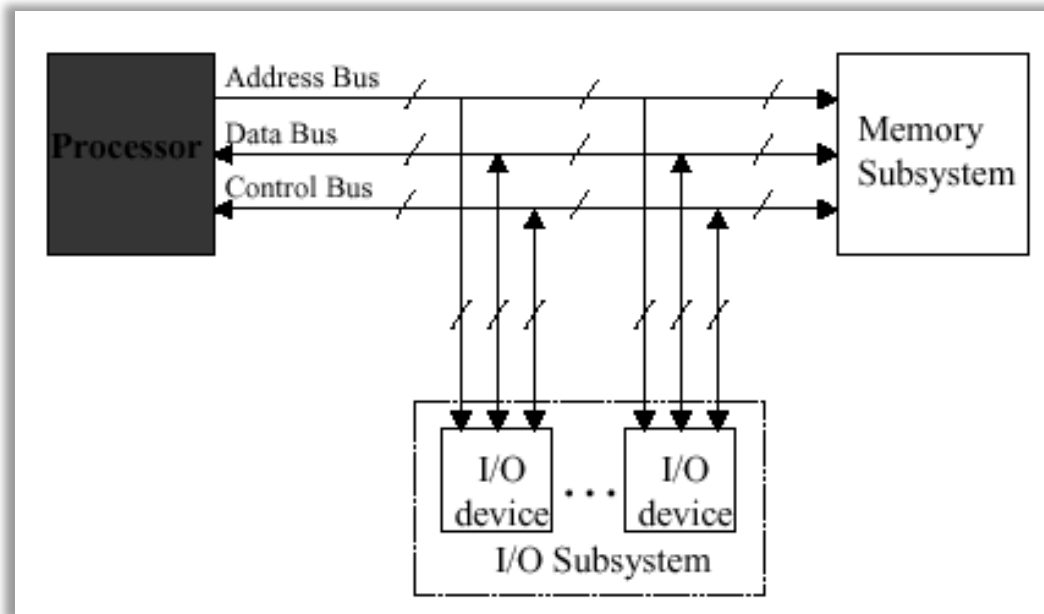 Address Bus
Processor
Data Bus
Control Bus
Memory
Subsystem
I/O
device
...
I/O
device
I/O Subsystem